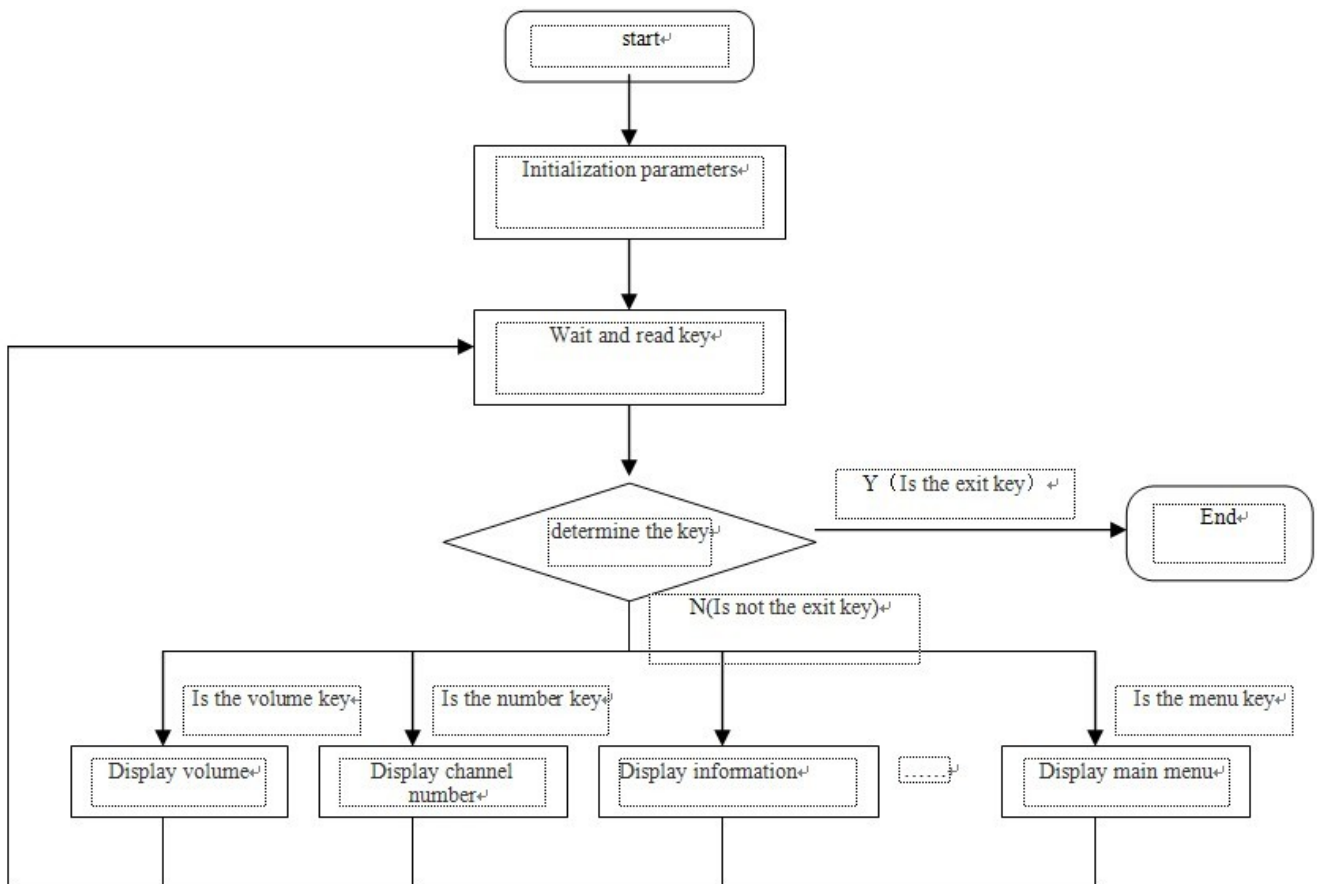 start
Initialization parameters
Wait and read key
Y（Is the exit key）
determine the key
End
N(Is not the exit key)
Is the volume key
Is the number key
Is the menu key
Display volume
Display channel
number
Display information
......
Display main menu